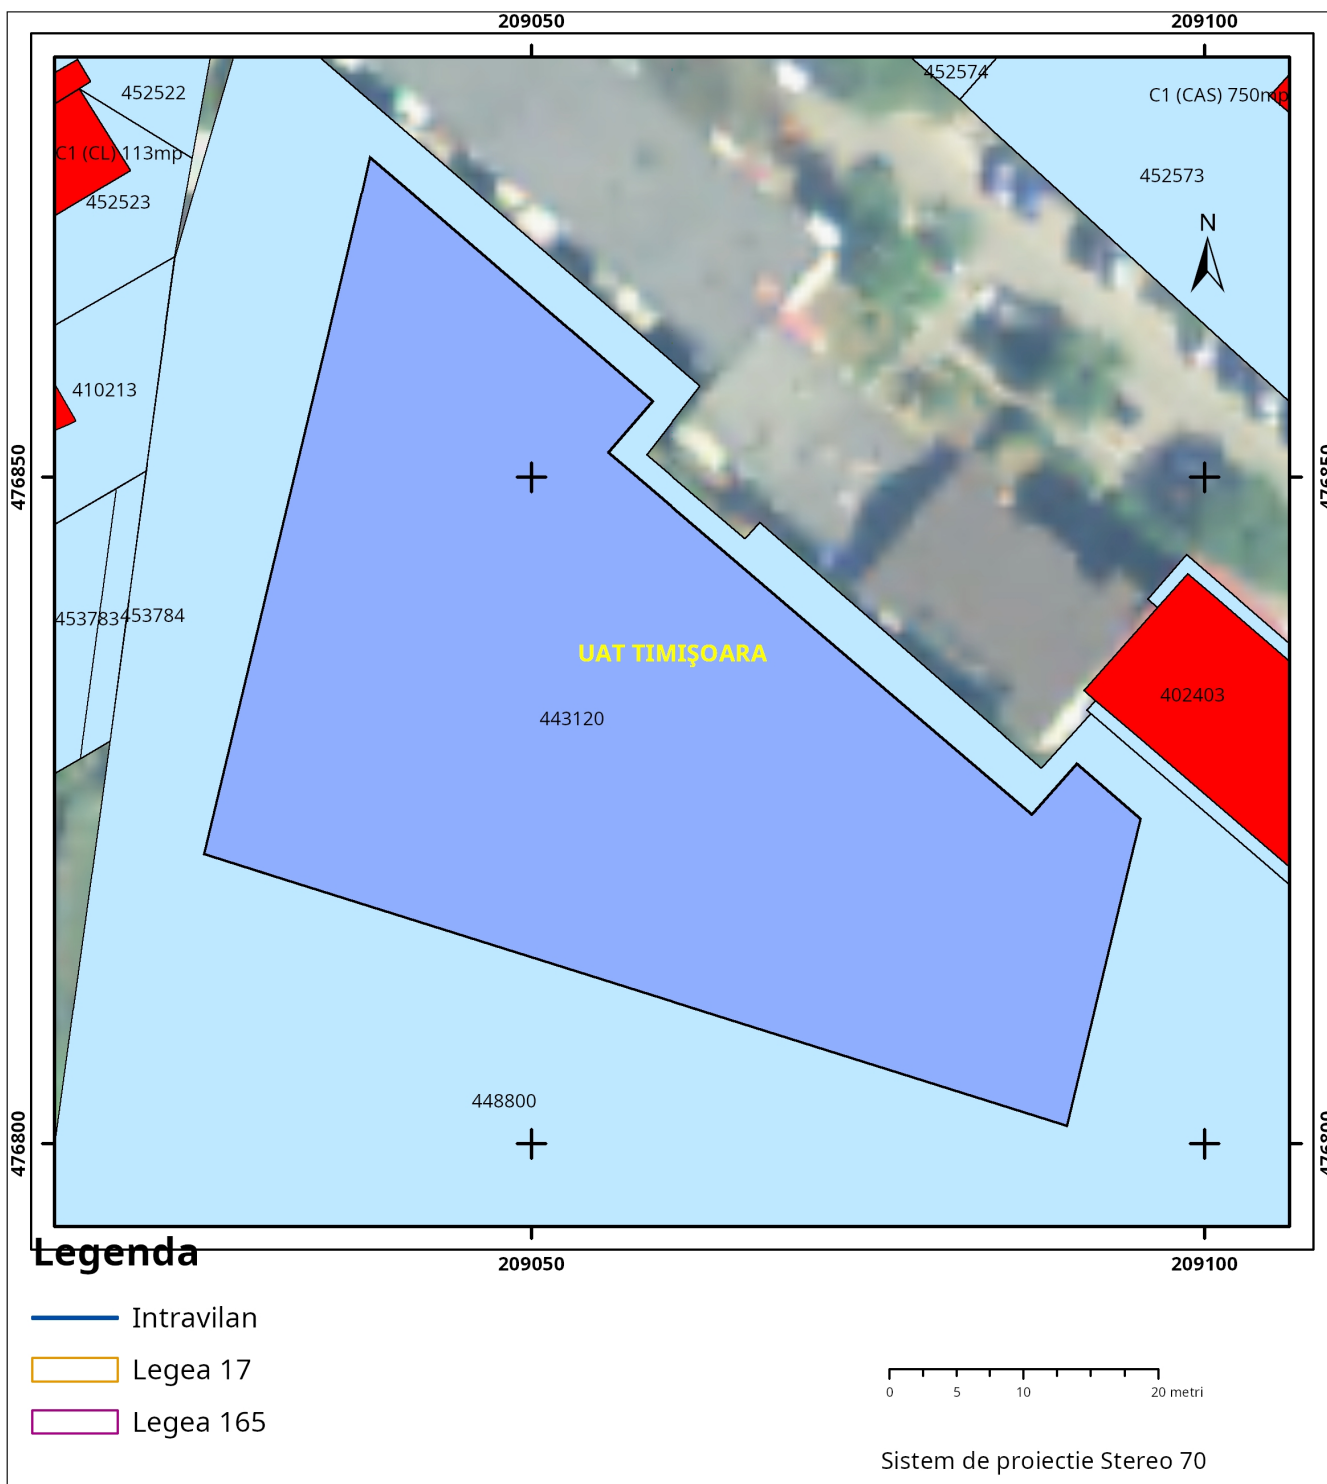 209050
209100
452574
452522
C1 (CAS) 750mp
C1 (CL) 113mp
452573
452523
N
410213
476850
476850
453783
453784
UAT TIMIŞOARA
402403
443120
448800
476800
476800
Legenda
209050
209100
Intravilan
Legea 17
Legea 165
0 5 10 20 metri
Sistem de proiectie Stereo 70